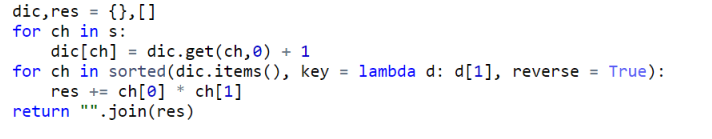 dic,res = {},[]
for ch in s:
    dic[ch] = dic.get(ch,0) + 1
for ch in sorted(dic.items(), key = lambda d: d[1], reverse = True):
    res += ch[0] * ch[1]
return "".join(res)